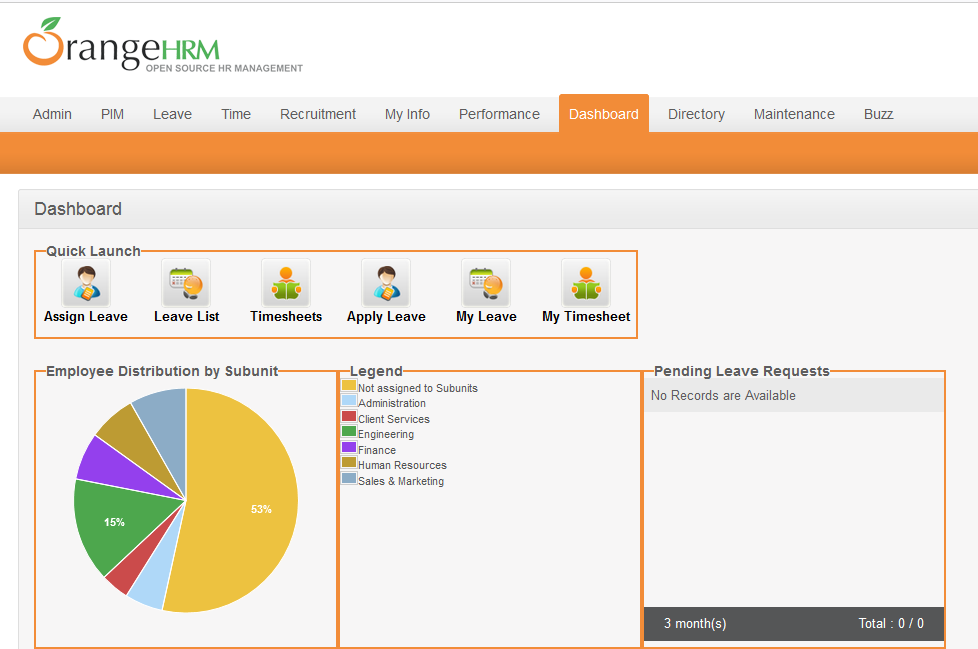 OrangeHRM
OPEN SOURCE HR MANAGEMENT
Admin PIM Leave Time Recruitment My Info Performance Dashboard Directory Maintenance Buzz
Dashboard
Quick Launch
Assign Leave Leave List Timesheets Apply Leave My Leave My Timesheet
Employee Distribution by Subunit
53%
15%
Legend
Not assigned to Subunits
Administration
Client Services
Engineering
Finance
Human Resources
Sales & Marketing
Pending Leave Requests
No Records are Available
3 month(s) Total : 0 / 0